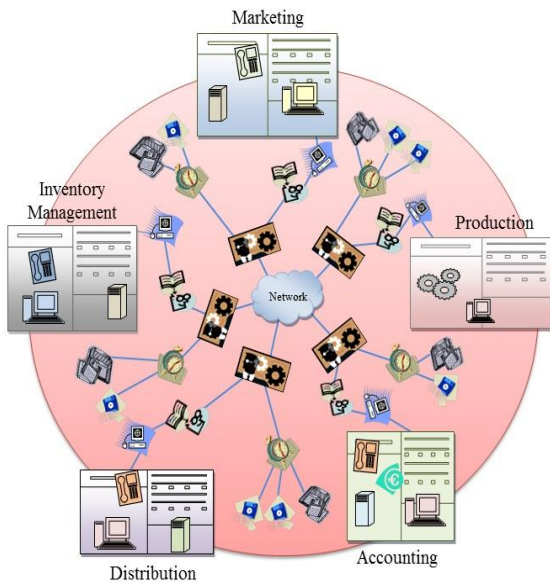 Marketing
Inventory
Management
Production
Network
Accounting
Distribution